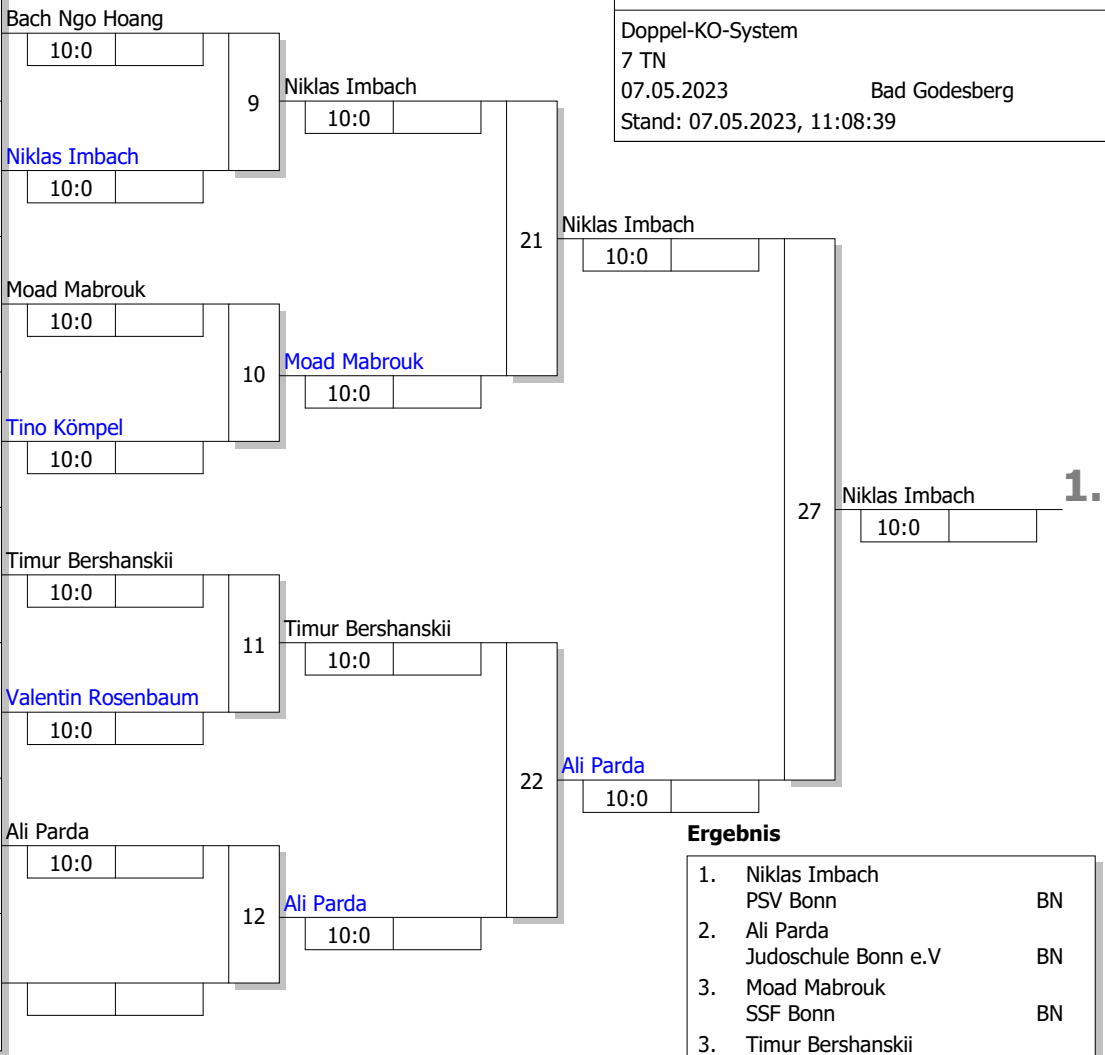 Doppel-KO-System
7 TN
07.05.2023 Bad Godesberg
Stand: 07.05.2023, 11:08:39
Bach Ngo Hoang
10:0
9
Niklas Imbach
10:0
Niklas Imbach
10:0
21
Niklas Imbach
10:0
Moad Mabrouk
10:0
10
Moad Mabrouk
10:0
Tino Kömpel
10:0
27
Niklas Imbach
10:0
1.
Timur Bershanskii
10:0
11
Timur Bershanskii
10:0
Valentin Rosenbaum
10:0
22
Ali Parda
10:0
Ali Parda
10:0
12
Ali Parda
10:0
Ergebnis
1. Niklas Imbach
PSV Bonn BN
2. Ali Parda
Judoschule Bonn e.V BN
3. Moad Mabrouk
SSF Bonn BN
3. Timur Bershanskii